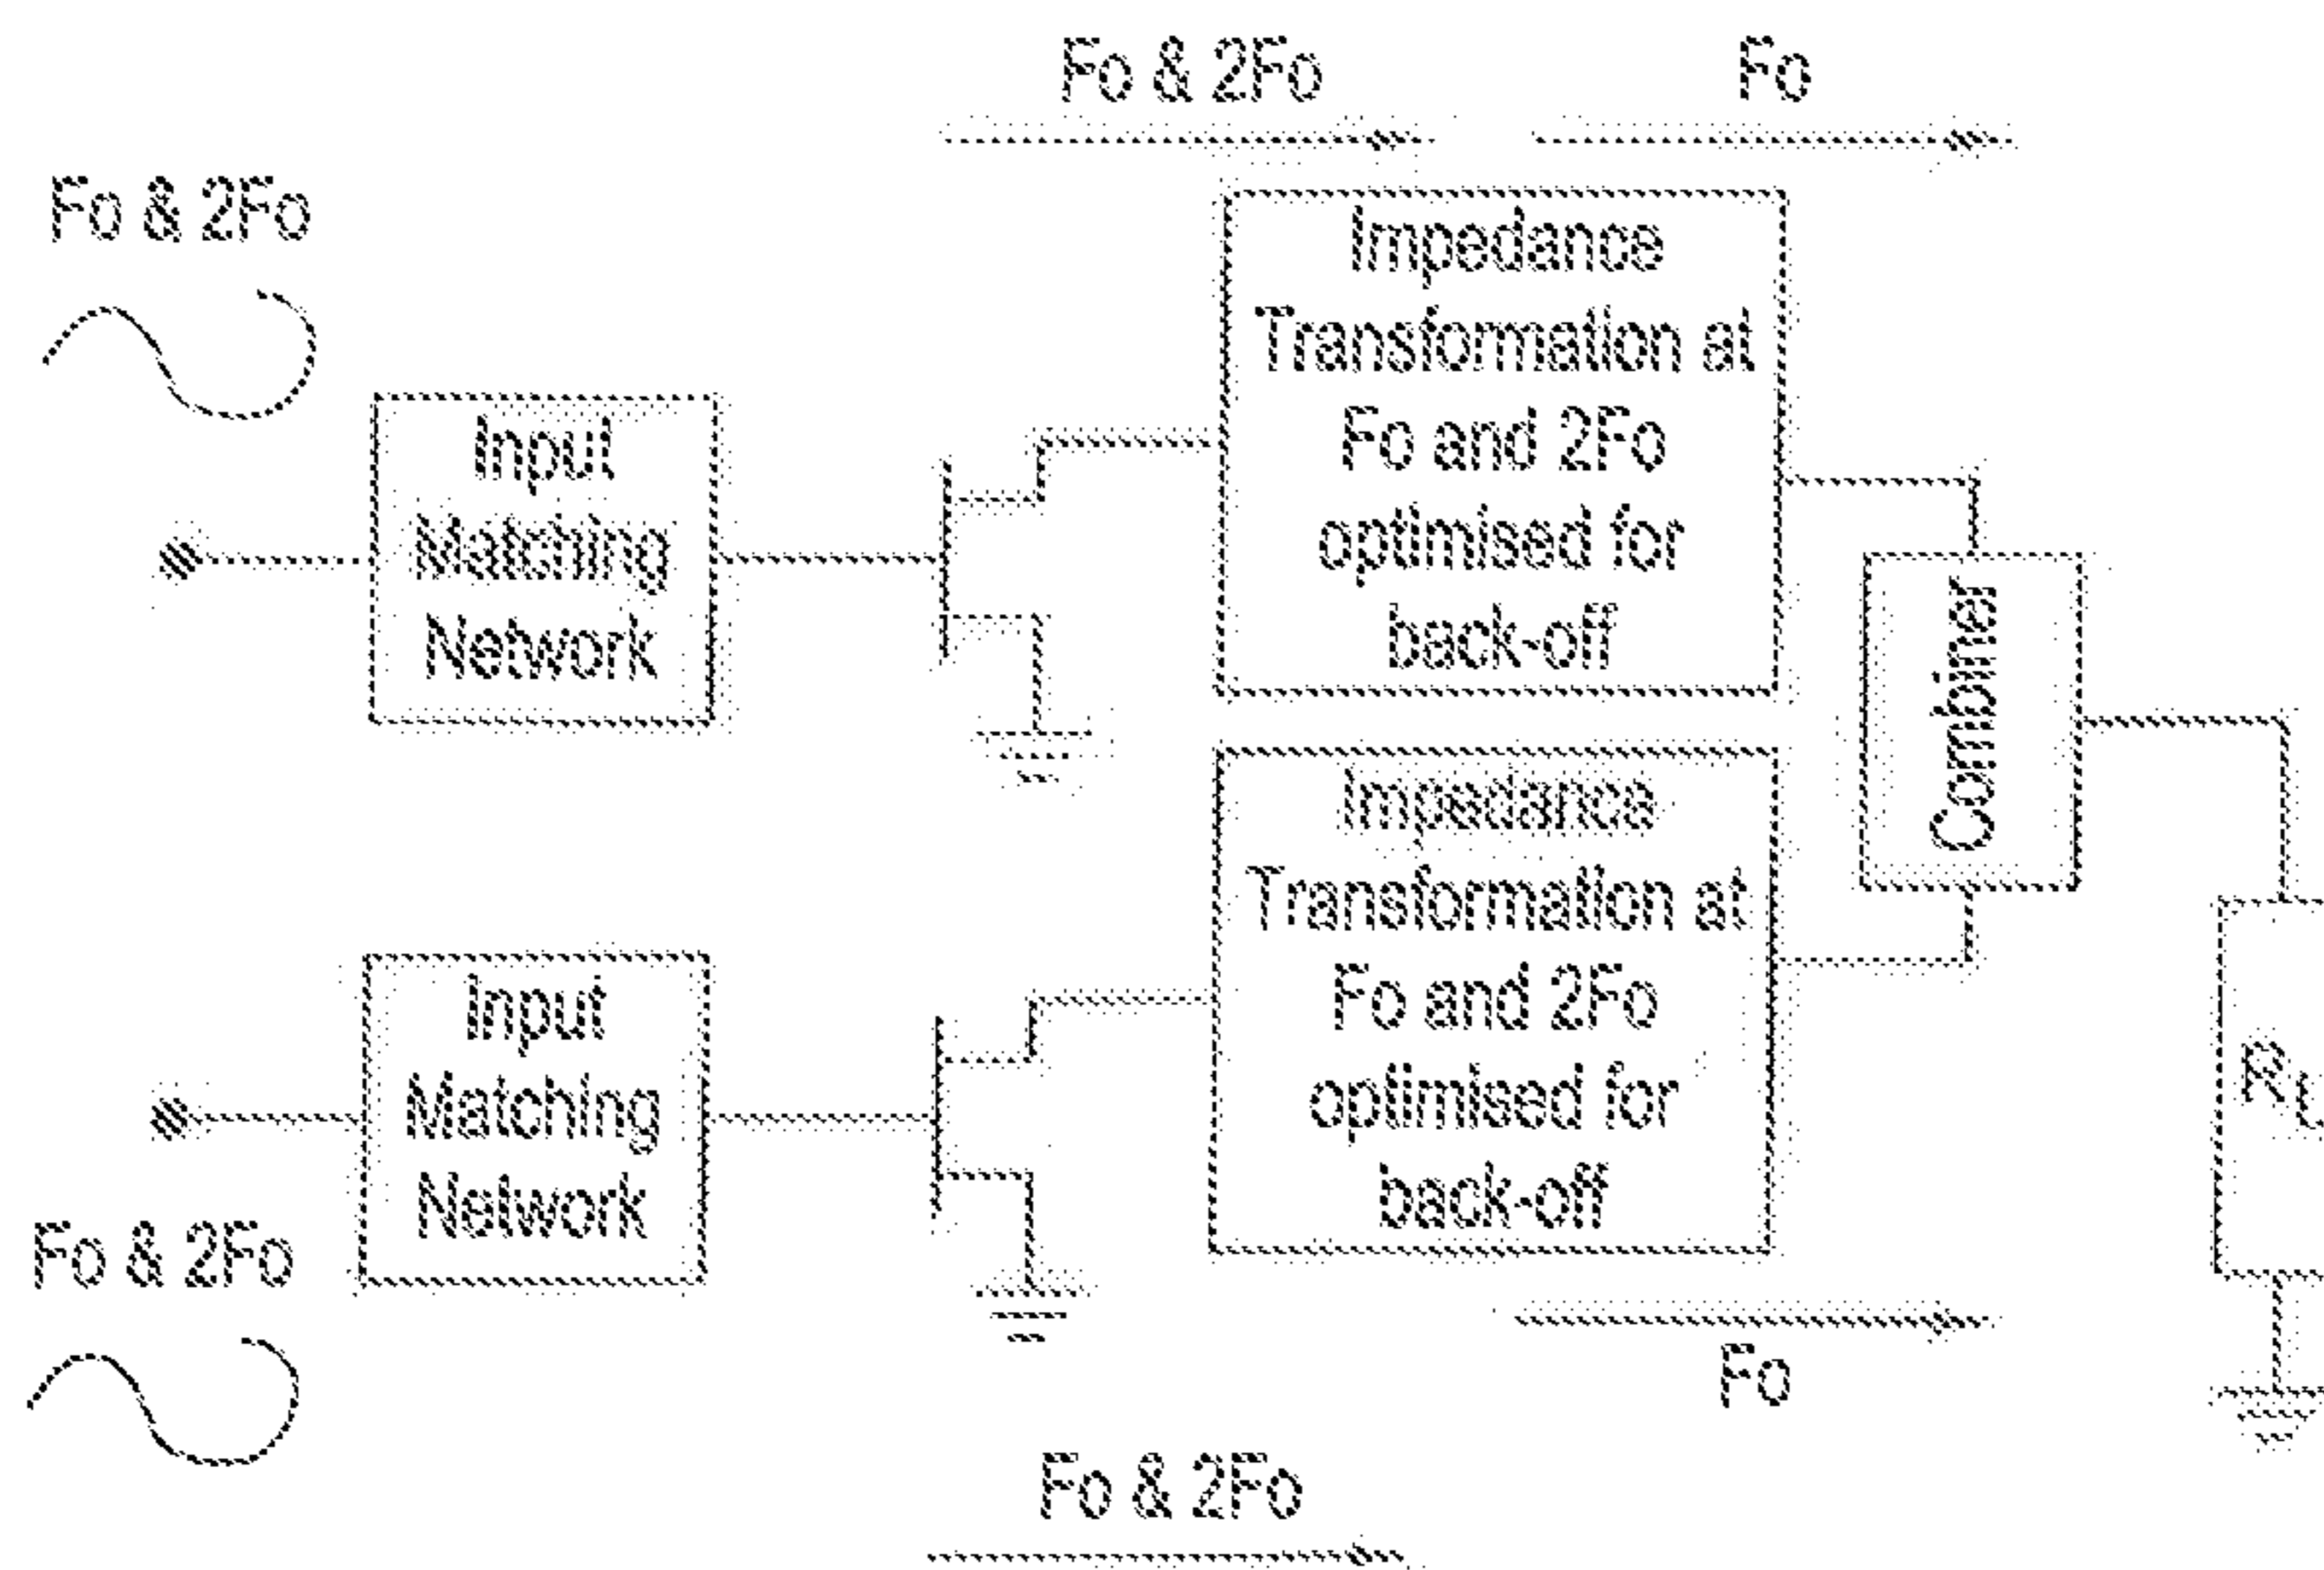 Fo & 2Fo
Fo
Fo & 2Fo
Impedance
Transformation at
Fo and 2Fo
optimised for
back-off
Input
Matching
Network
Combiner
Impedance
Transformation at
Fo and 2Fo
optimised for
back-off
Input
Matching
Network
RL
Fo & 2Fo
Fo
Fo & 2Fo